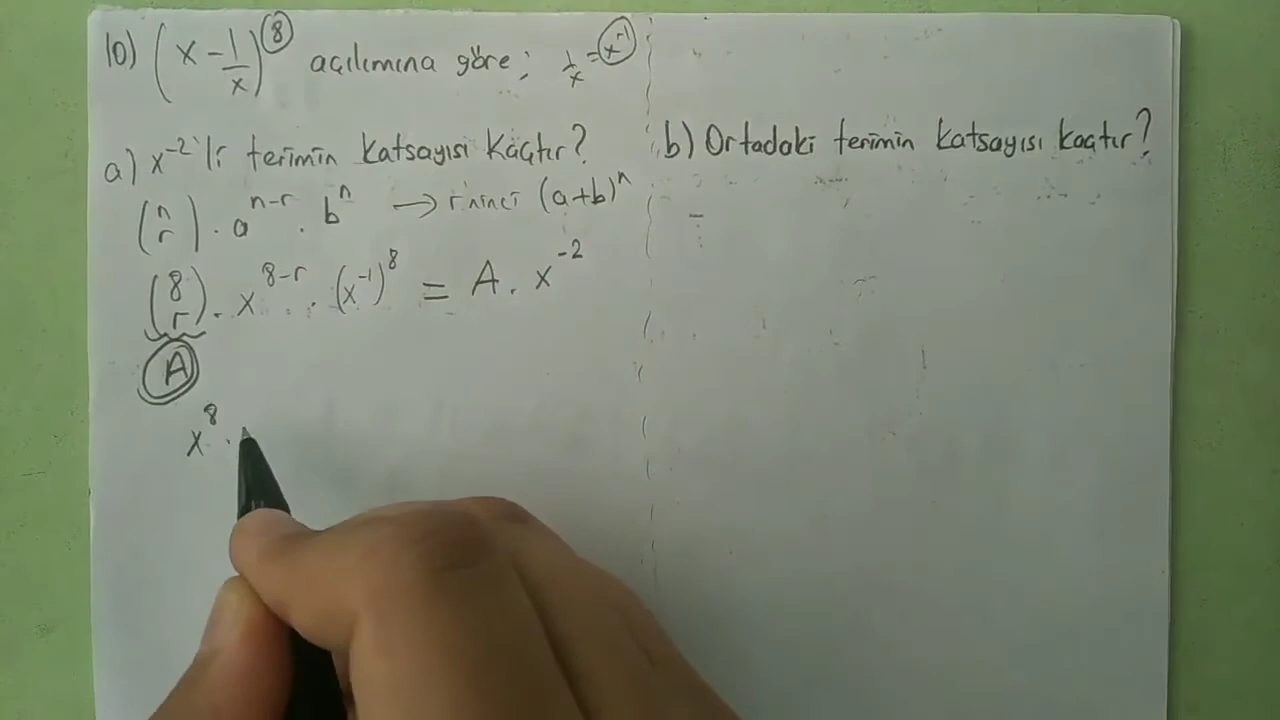 10) (x - 1/x)^8 açılımına göre; 1/x = x^-1
a) x^-2'li terimin katsayısı kaçtır?
(n r) . a^n-r . b^n → r'ninci (a+b)^n
(8 r) . x^8-r . (x^-1)^8 = A . x^-2
A
x^8 .
b) Ortadaki terimin katsayısı kaçtır?